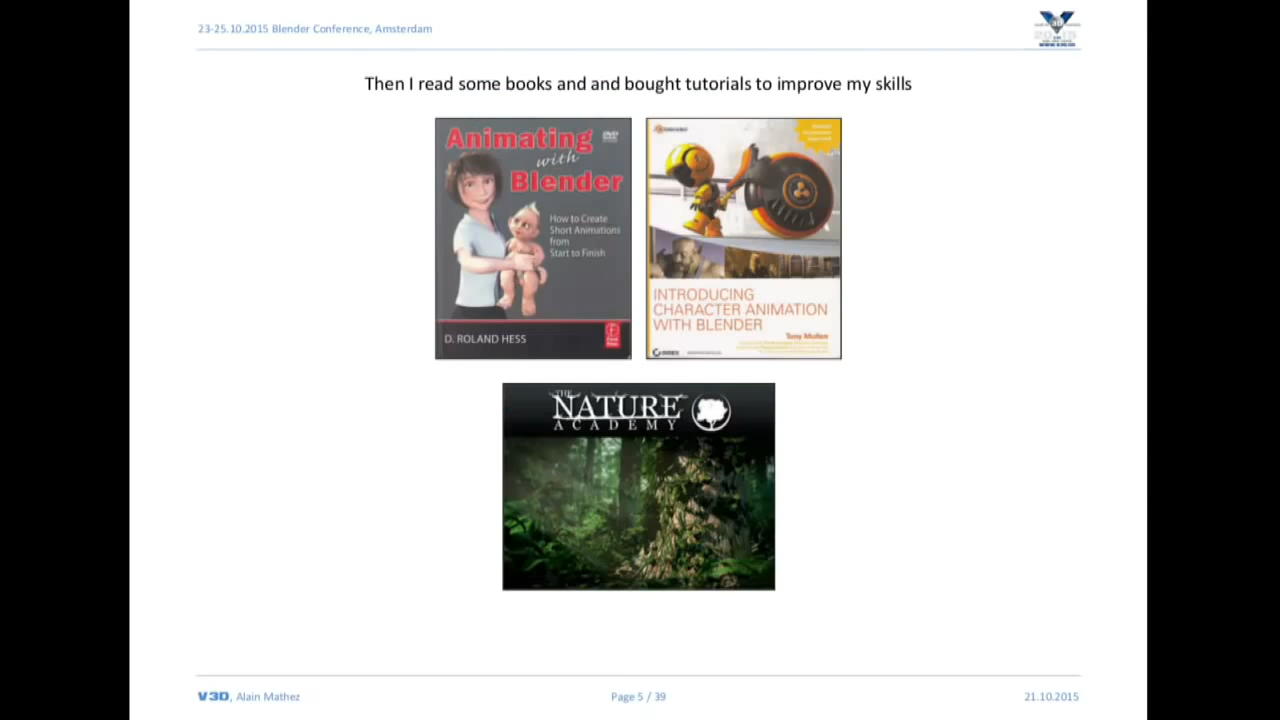 23-25.10.2015 Blender Conference, Amsterdam
Then I read some books and and bought tutorials to improve my skills
Animating
with
Blender
DVD
How to Create
Short Animations
from
Start to Finish
D. ROLAND HESS
INTRODUCING
CHARACTER ANIMATION
WITH BLENDER
Tony Mullen
THE
NATURE
ACADEMY
V3D, Alain Mathez
Page 5 / 39
21.10.2015